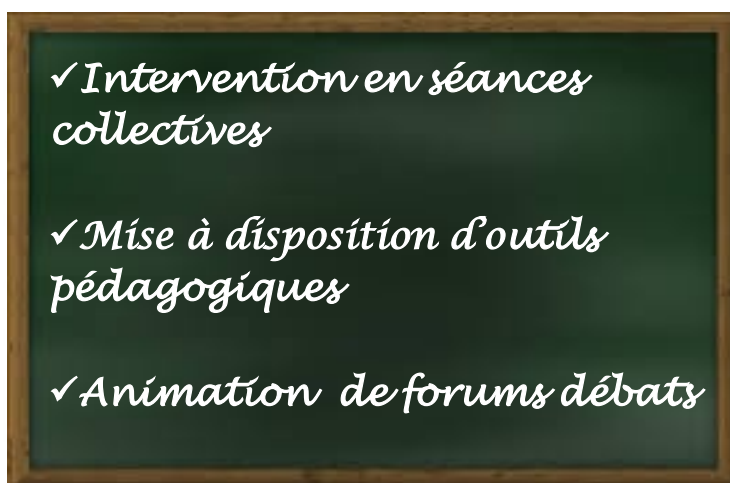 ✓Intervention en séances
collectives
✓Mise à disposition d'outils
pédagogiques
✓Animation de forums débats